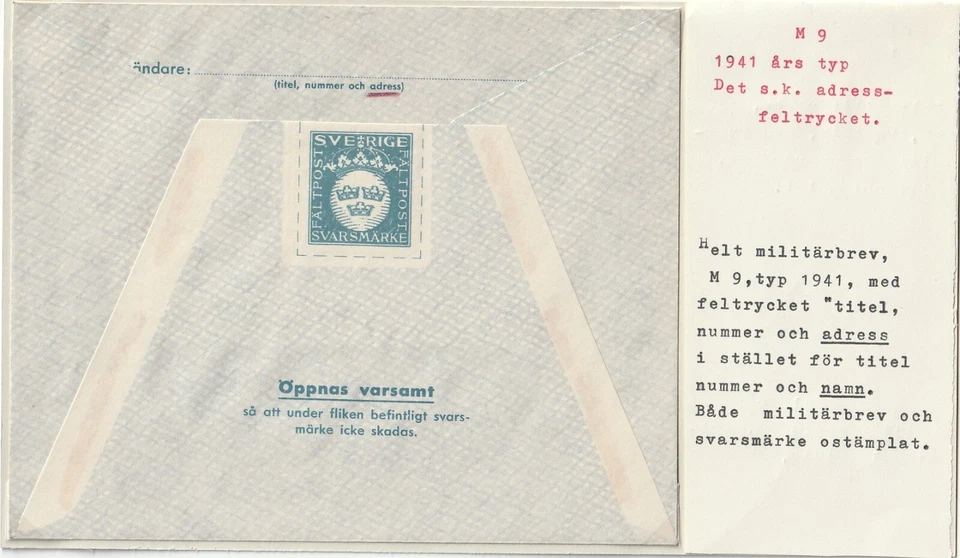 ändare:
(titel, nummer och adress)
SVERIGE
FÄLTPOST
FÄLTPOST
SVARSMÄRKE
Öppnas varsamt
så att under fliken befintligt svars-
märke icke skadas.
M 9
1941 års typ
Det s.k. adress-
feltrycket.
Helt militärbrev,
M 9,typ 1941, med
feltrycket "titel,
nummer och adress
i stället för titel
nummer och namn.
Både militärbrev och
svarsmärke ostämplat.